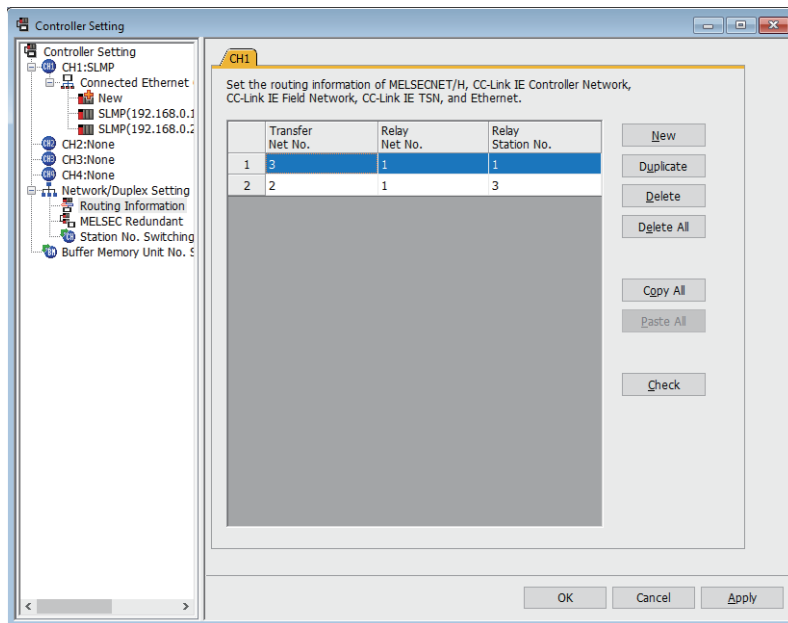 Controller Setting
Controller Setting
CH1:SLMP
Connected Ethernet
New
SLMP(192.168.0.1
SLMP(192.168.0.2
CH2:None
CH3:None
CH4:None
Network/Duplex Setting
Routing Information
MELSEC Redundant
Station No. Switching
Buffer Memory Unit No. S
CH1
Set the routing information of MELSECNET/H, CC-Link IE Controller Network,
CC-Link IE Field Network, CC-Link IE TSN, and Ethernet.
Transfer Net No. Relay Net No. Relay Station No.
1 3 1 1
2 2 1 3
New
Duplicate
Delete
Delete All
Copy All
Paste All
Check
OK Cancel Apply